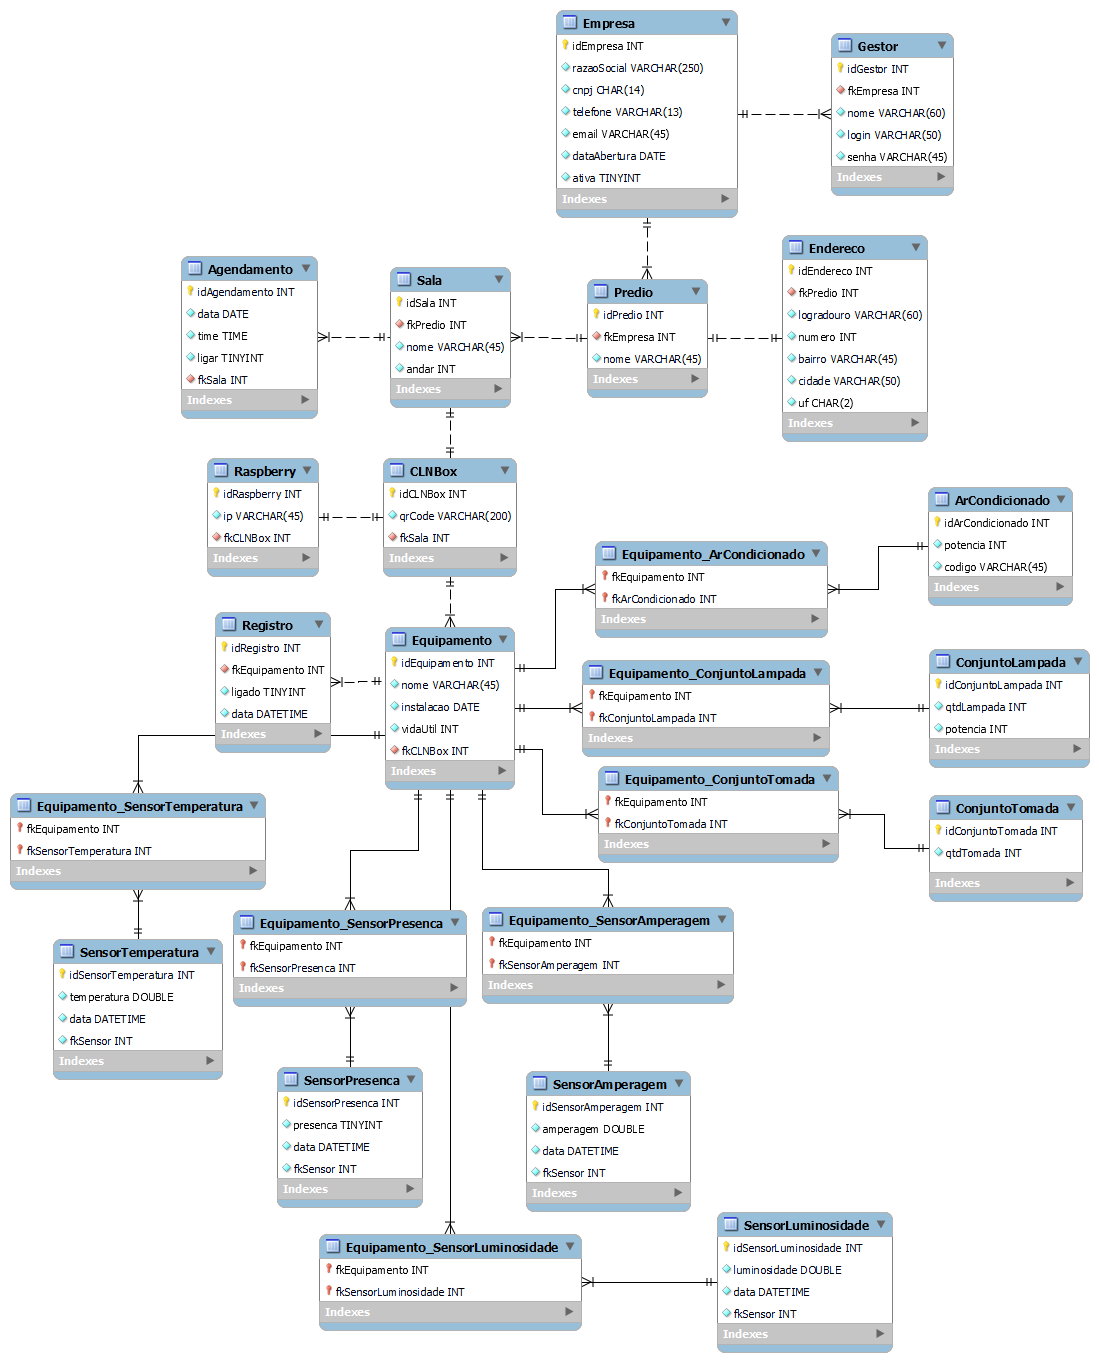 Empresa
idEmpresa INT
razaoSocial VARCHAR(250)
cnpj CHAR(14)
telefone VARCHAR(13)
email VARCHAR(45)
dataAbertura DATE
ativa TINYINT
Indexes
Gestor
idGestor INT
fkEmpresa INT
nome VARCHAR(60)
login VARCHAR(50)
senha VARCHAR(45)
Indexes
Agendamento
idAgendamento INT
data DATE
time TIME
ligar TINYINT
fkSala INT
Indexes
Sala
idSala INT
fkPredio INT
nome VARCHAR(45)
andar INT
Indexes
Predio
idPredio INT
fkEmpresa INT
nome VARCHAR(45)
Indexes
Endereco
idEndereco INT
fkPredio INT
logradouro VARCHAR(60)
numero INT
bairro VARCHAR(45)
cidade VARCHAR(50)
uf CHAR(2)
Indexes
Raspberry
idRaspberry INT
ip VARCHAR(45)
fkCLNBox INT
Indexes
CLNBox
idCLNBox INT
qrCode VARCHAR(200)
fkSala INT
Indexes
Equipamento_ArCondicionado
fkEquipamento INT
fkArCondicionado INT
Indexes
ArCondicionado
idArCondicionado INT
potencia INT
codigo VARCHAR(45)
Indexes
Registro
idRegistro INT
fkEquipamento INT
ligado TINYINT
data DATETIME
Indexes
Equipamento
idEquipamento INT
nome VARCHAR(45)
instalacao DATE
vidaUtil INT
fkCLNBox INT
Indexes
Equipamento_ConjuntoLampada
fkEquipamento INT
fkConjuntoLampada INT
Indexes
ConjuntoLampada
idConjuntoLampada INT
qtdLampada INT
potencia INT
Indexes
Equipamento_ConjuntoTomada
fkEquipamento INT
fkConjuntoTomada INT
Indexes
ConjuntoTomada
idConjuntoTomada INT
qtdTomada INT
Indexes
Equipamento_SensorTemperatura
fkEquipamento INT
fkSensorTemperatura INT
Indexes
SensorTemperatura
idSensorTemperatura INT
temperatura DOUBLE
data DATETIME
fkSensor INT
Indexes
Equipamento_SensorPresenca
fkEquipamento INT
fkSensorPresenca INT
Indexes
Equipamento_SensorAmperagem
fkEquipamento INT
fkSensorAmperagem INT
Indexes
SensorPresenca
idSensorPresenca INT
presenca TINYINT
data DATETIME
fkSensor INT
Indexes
SensorAmperagem
idSensorAmperagem INT
amperagem DOUBLE
data DATETIME
fkSensor INT
Indexes
Equipamento_SensorLuminosidade
fkEquipamento INT
fkSensorLuminosidade INT
Indexes
SensorLuminosidade
idSensorLuminosidade INT
luminosidade DOUBLE
data DATETIME
fkSensor INT
Indexes